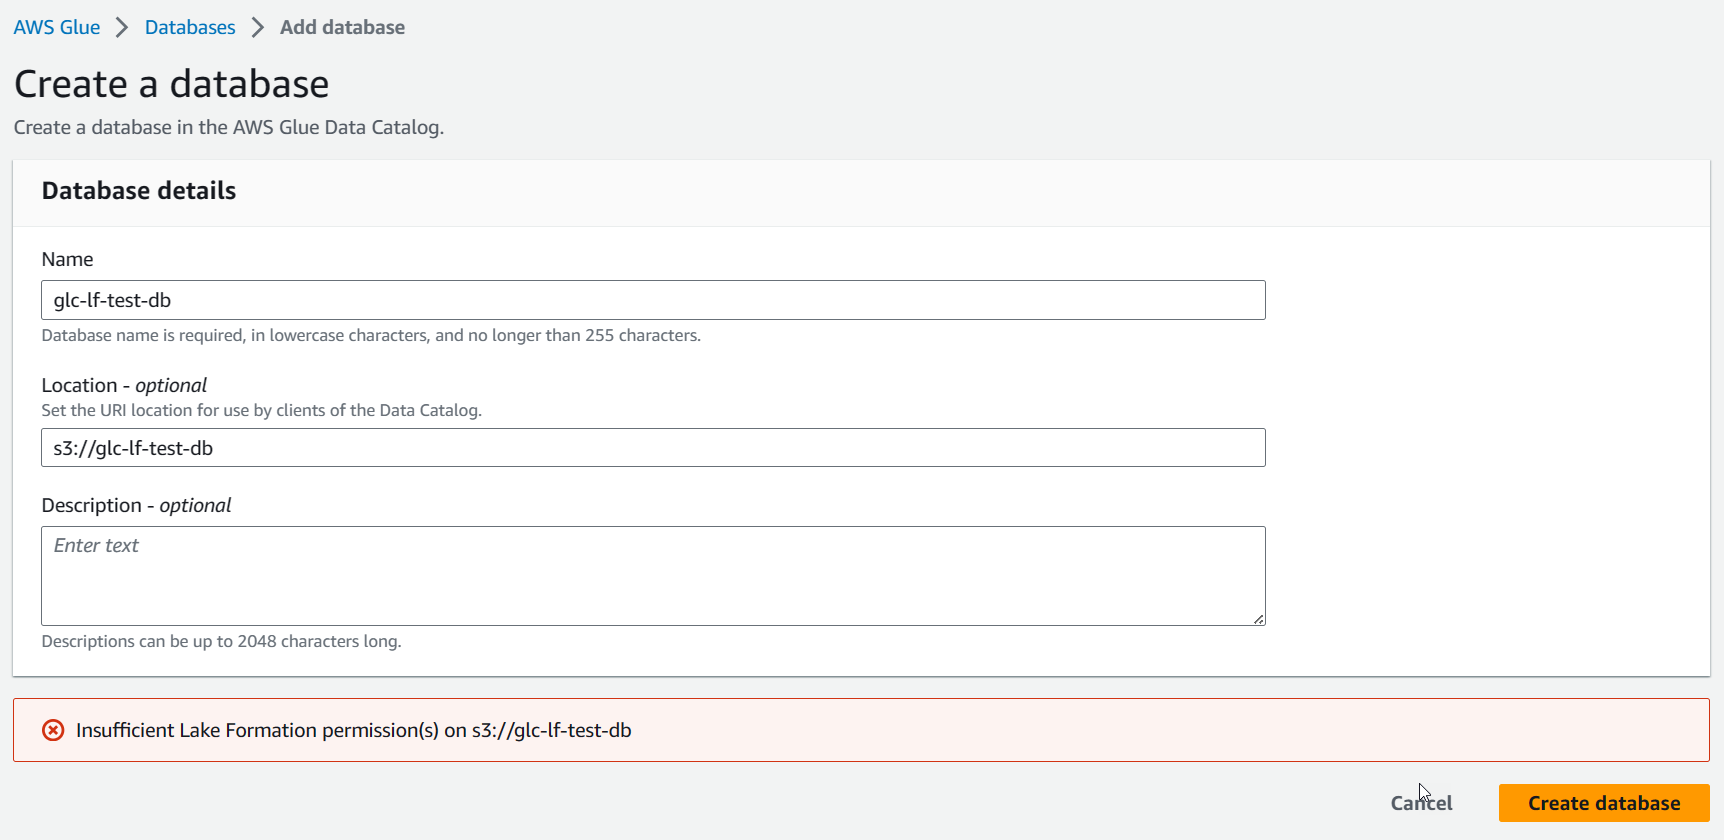 AWS Glue > Databases > Add database
Create a database
Create a database in the AWS Glue Data Catalog.
Database details
Name
glc-lf-test-db
Database name is required, in lowercase characters, and no longer than 255 characters.
Location - optional
Set the URI location for use by clients of the Data Catalog.
s3://glc-lf-test-db
Description - optional
Enter text
Descriptions can be up to 2048 characters long.
Insufficient Lake Formation permission(s) on s3://glc-lf-test-db
Cancel Create database